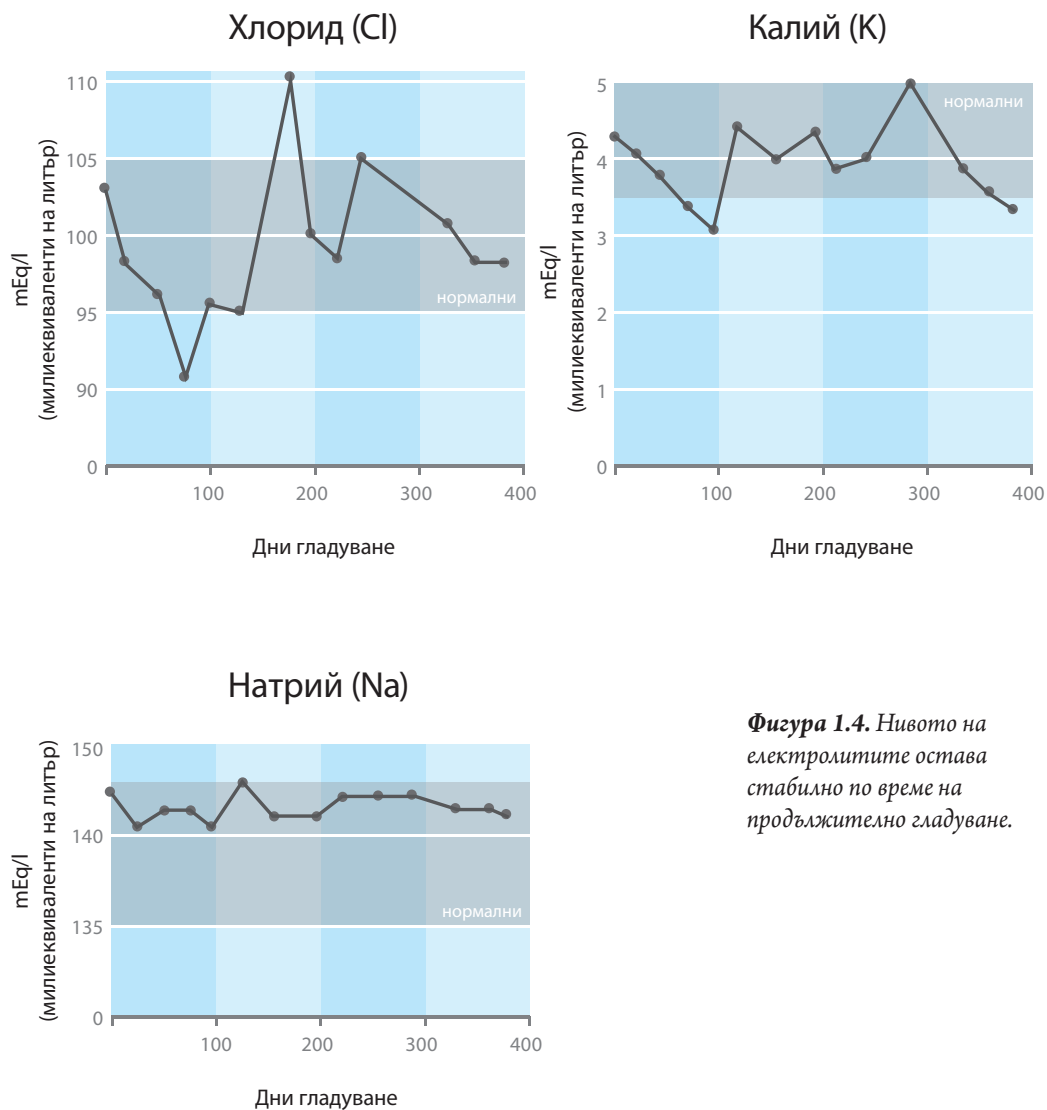 Хлорид (Cl)
mEq/l
(милиеквиваленти на литър)
110
105
100
95
90
0
нормални
100
200
300
400
Дни гладуване
Калий (K)
mEq/l
(милиеквиваленти на литър)
5
4
3
2
1
0
нормални
100
200
300
400
Дни гладуване
Натрий (Na)
mEq/l
(милиеквиваленти на литър)
150
140
135
0
нормални
100
200
300
400
Дни гладуване
Фигура 1.4. Нивото на
електролитите остава
стабилно по време на
продължително гладуване.